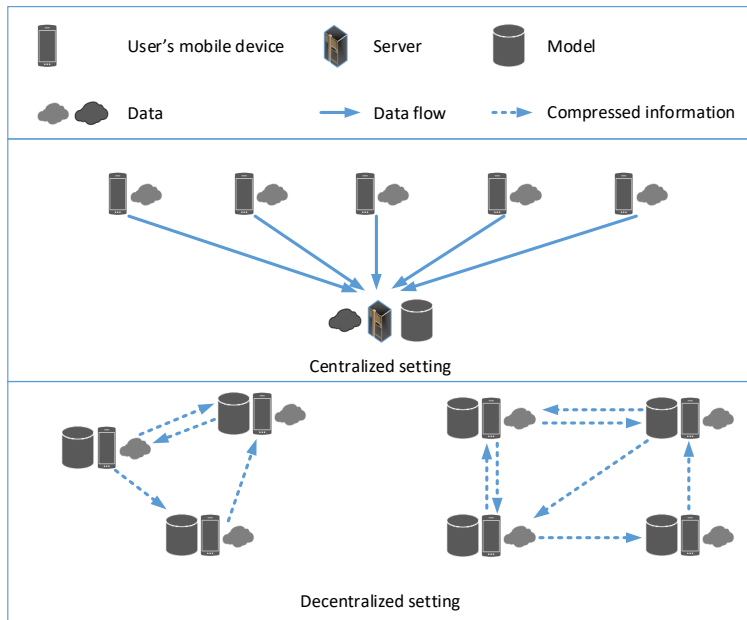 User's mobile device
Server
Model
Data
Data flow
Compressed information
Centralized setting
Decentralized setting